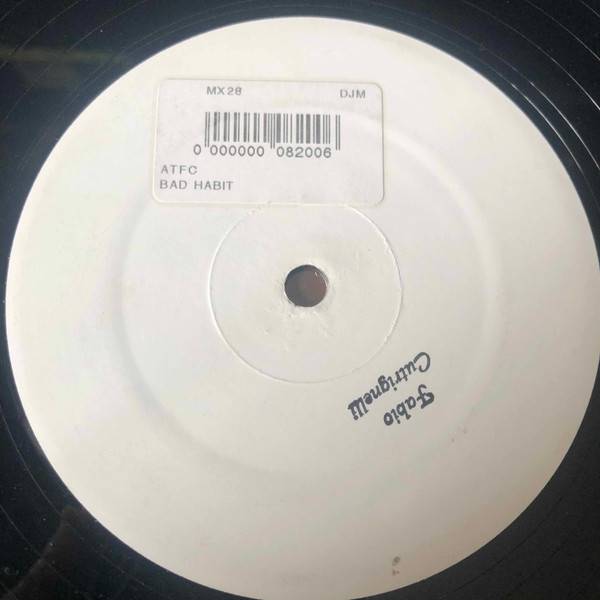 MX28 DJM
0 000000 082006
ATFC
BAD HABIT
Fabio
Cutrignelli